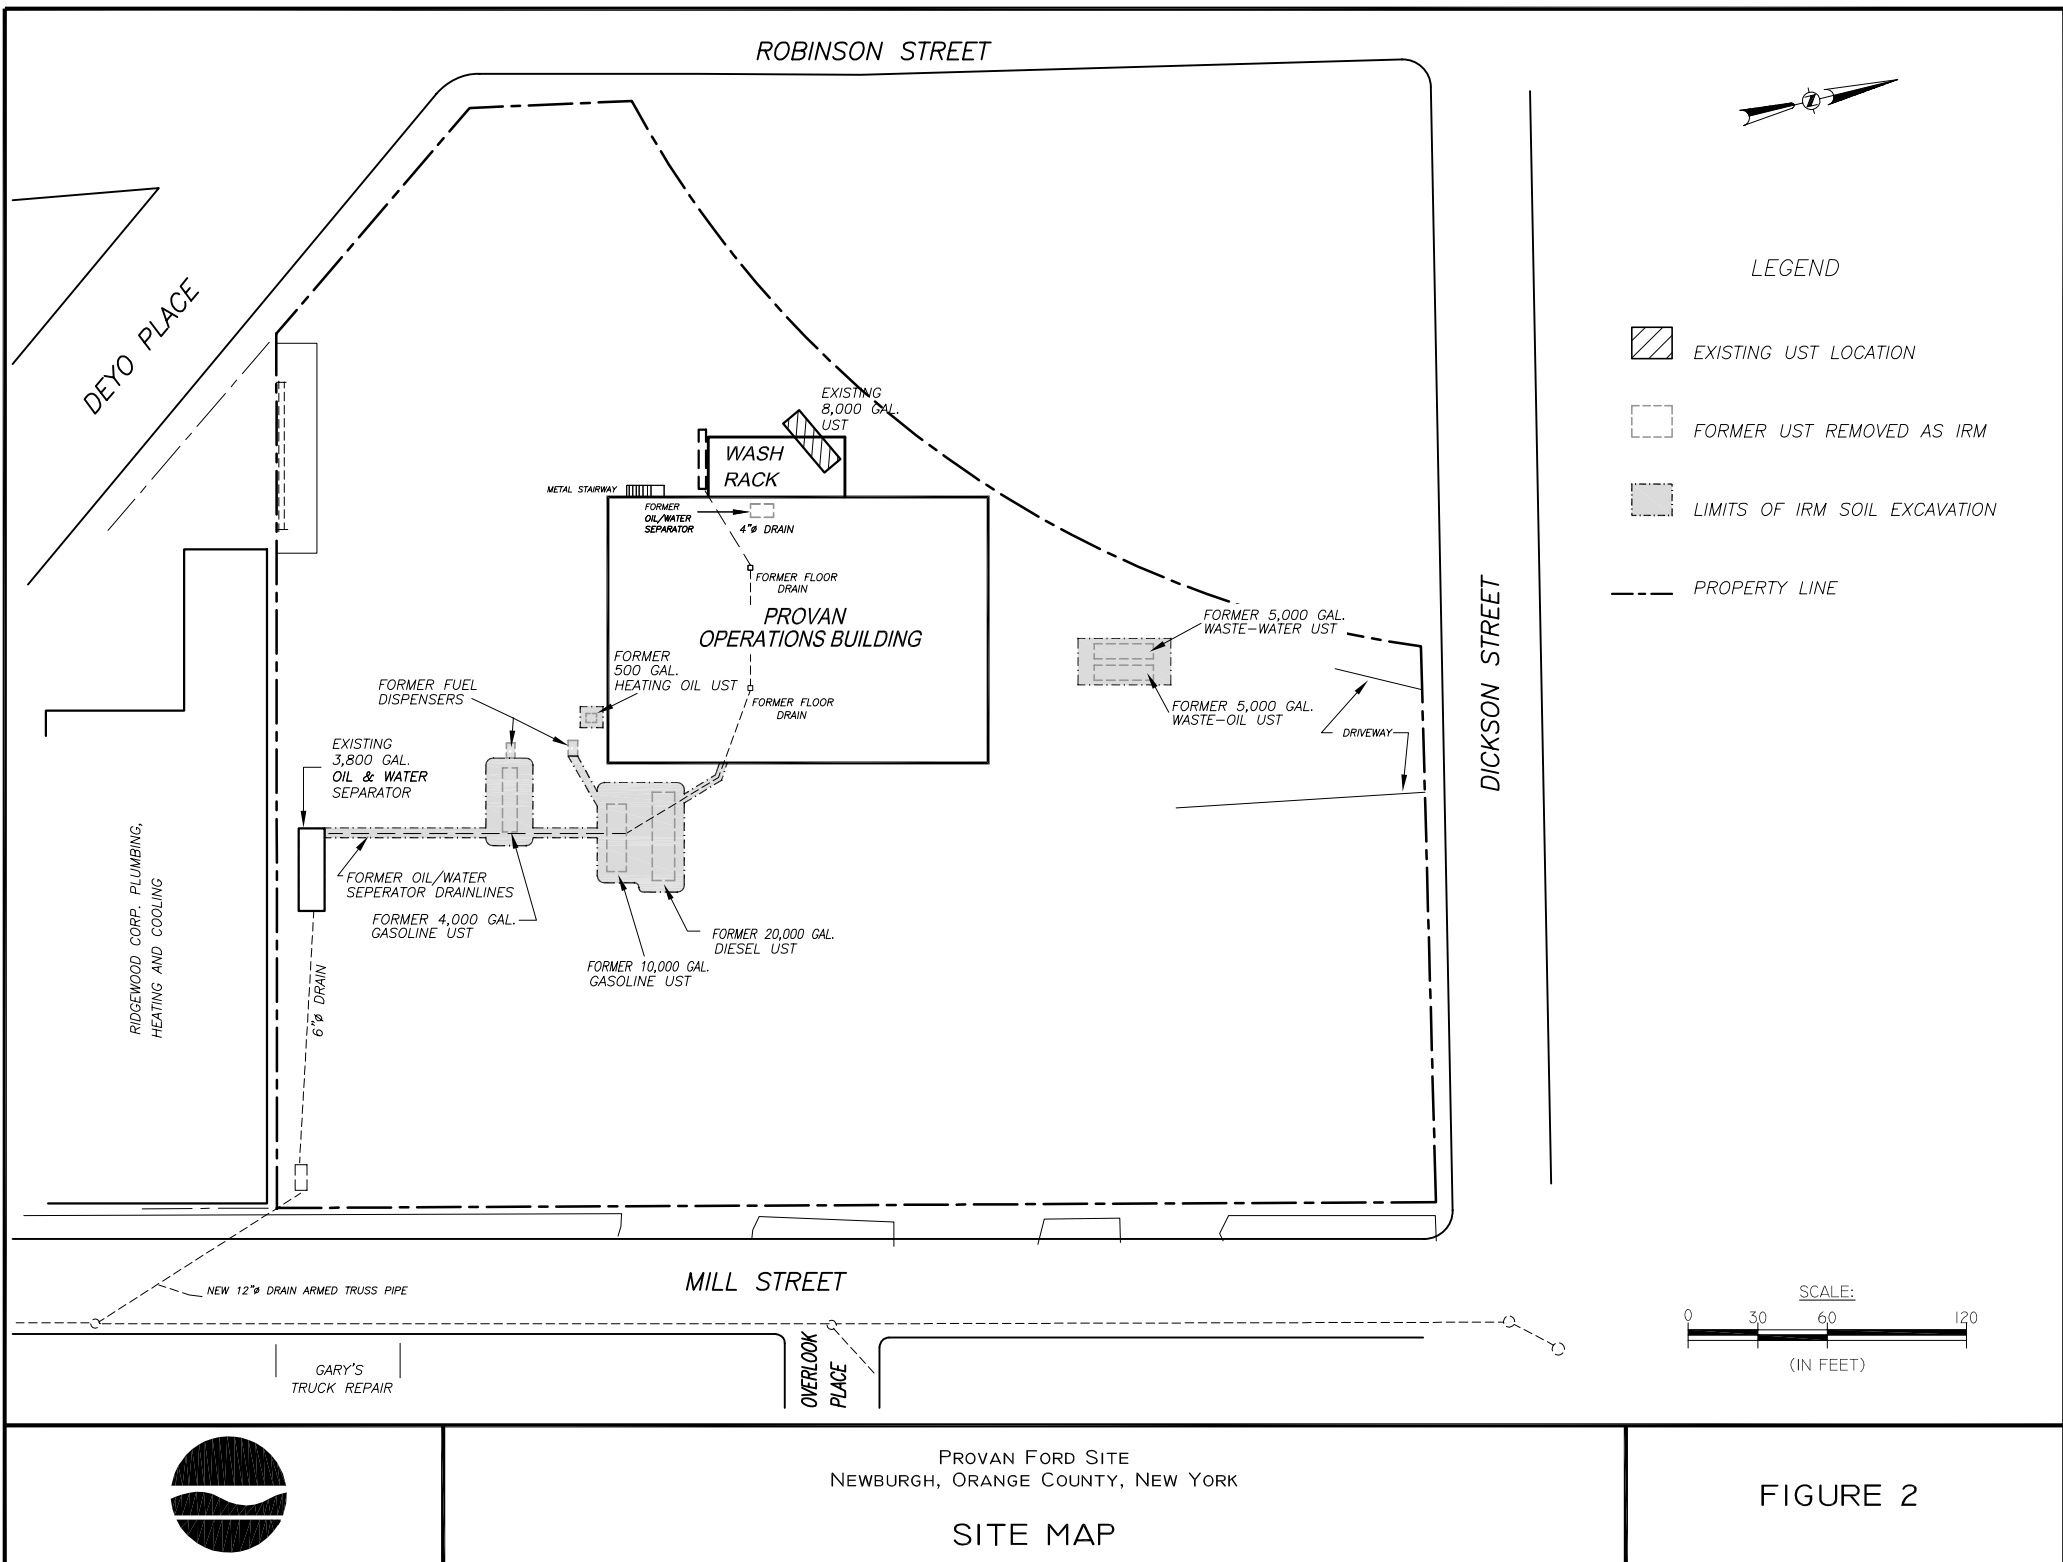 ROBINSON STREET
DEYO PLACE
Z
LEGEND
EXISTING UST LOCATION
FORMER UST REMOVED AS IRM
LIMITS OF IRM SOIL EXCAVATION
PROPERTY LINE
EXISTING
8,000 GAL.
UST
WASH
RACK
METAL STAIRWAY
FORMER
OIL/WATER
SEPARATOR
4"ø DRAIN
FORMER FLOOR
DRAIN
PROVAN
OPERATIONS BUILDING
FORMER
500 GAL.
HEATING OIL UST
FORMER FLOOR
DRAIN
FORMER FUEL
DISPENSERS
EXISTING
3,800 GAL.
OIL & WATER
SEPARATOR
FORMER 5,000 GAL.
WASTE-WATER UST
FORMER 5,000 GAL.
WASTE-OIL UST
DRIVEWAY
DICKSON STREET
RIDGEWOOD CORP. PLUMBING,
HEATING AND COOLING
FORMER OIL/WATER
SEPERATOR DRAINLINES
FORMER 4,000 GAL.
GASOLINE UST
FORMER 20,000 GAL.
DIESEL UST
FORMER 10,000 GAL.
GASOLINE UST
6"ø DRAIN
MILL STREET
NEW 12"ø DRAIN ARMED TRUSS PIPE
OVERLOOK
PLACE
GARY'S
TRUCK REPAIR
SCALE:
0 30 60 120
(IN FEET)
PROVAN FORD SITE
NEWBURGH, ORANGE COUNTY, NEW YORK
SITE MAP
FIGURE 2